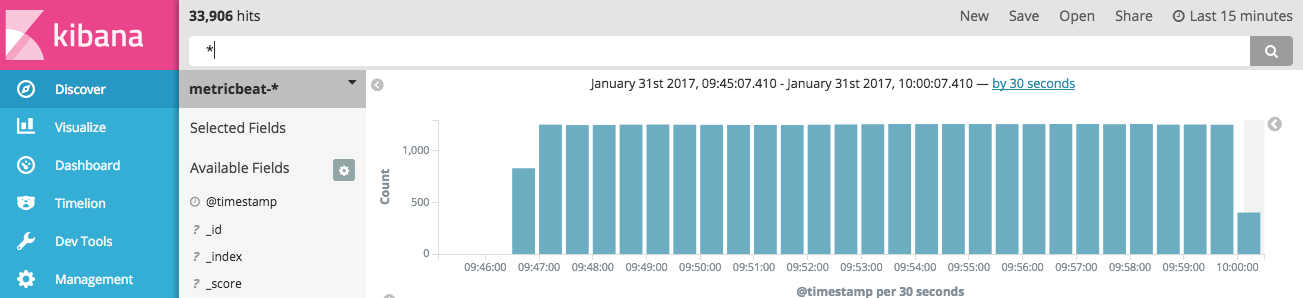 kibana
Discover
Visualize
Dashboard
Timelion
Dev Tools
Management
33,906 hits
New Save Open Share Last 15 minutes
*
metricbeat-*
Selected Fields
Available Fields
@timestamp
? _id
? _index
? _score
January 31st 2017, 09:45:07.410 - January 31st 2017, 10:00:07.410 — by 30 seconds
Count
1,000
500
0
09:46:00 09:47:00 09:48:00 09:49:00 09:50:00 09:51:00 09:52:00 09:53:00 09:54:00 09:55:00 09:56:00 09:57:00 09:58:00 09:59:00 10:00:00
@timestamp per 30 seconds